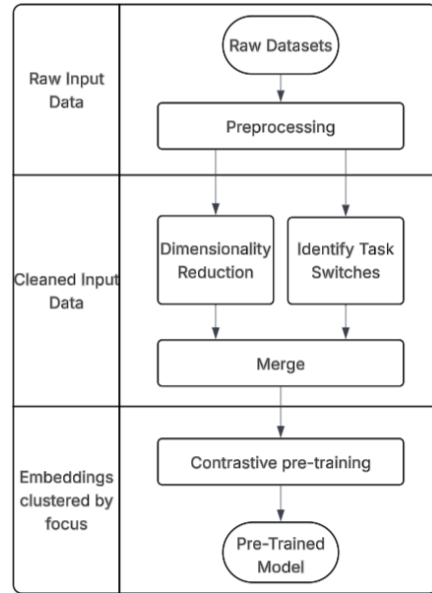 Raw Input
Data
Raw Datasets
Preprocessing
Cleaned Input
Data
Dimensionality
Reduction
Identify Task
Switches
Merge
Embeddings
clustered by
focus
Contrastive pre-training
Pre-Trained
Model